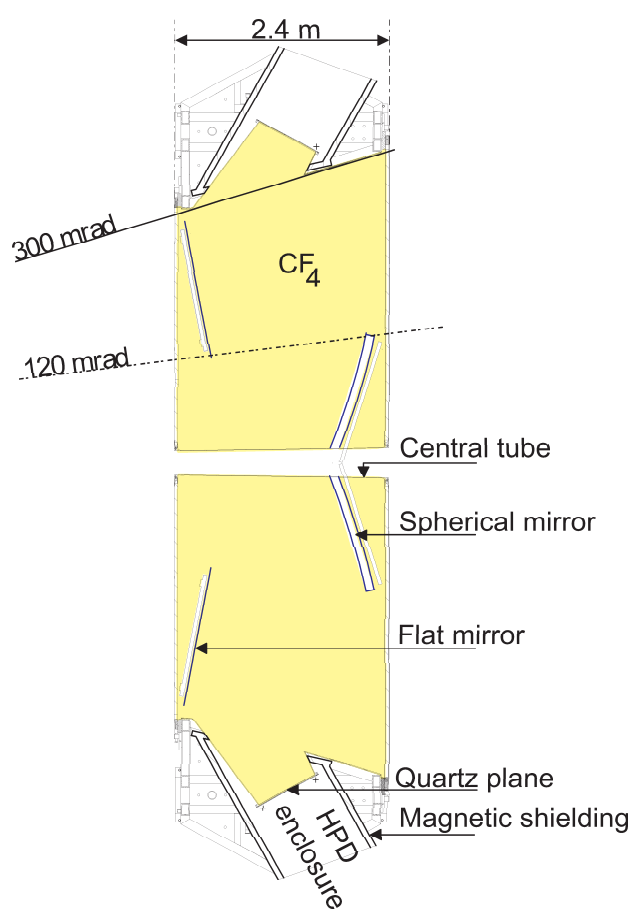 2.4 m
300 mrad
CF4
120 mrad
Central tube
Spherical mirror
Flat mirror
Quartz plane
Magnetic shielding
HPD
enclosure